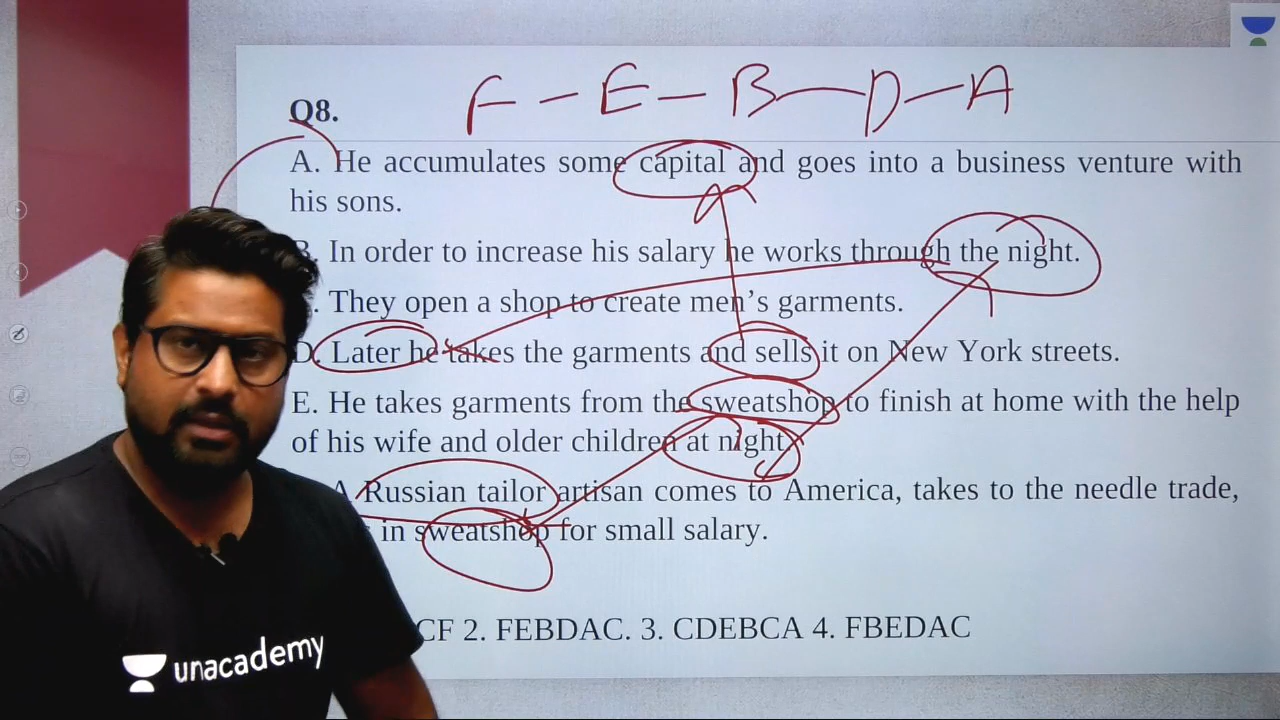 F - E - B - D - A
Q8.
A. He accumulates some capital and goes into a business venture with
his sons.
B. In order to increase his salary he works through the night.
. They open a shop to create men's garments.
D. Later he takes the garments and sells it on New York streets.
E. He takes garments from the sweatshop to finish at home with the help
of his wife and older children at night.
A Russian tailor artisan comes to America, takes to the needle trade,
in sweatshop for small salary.
CF 2. FEBDAC. 3. CDEBCA 4. FBEDAC
unacademy